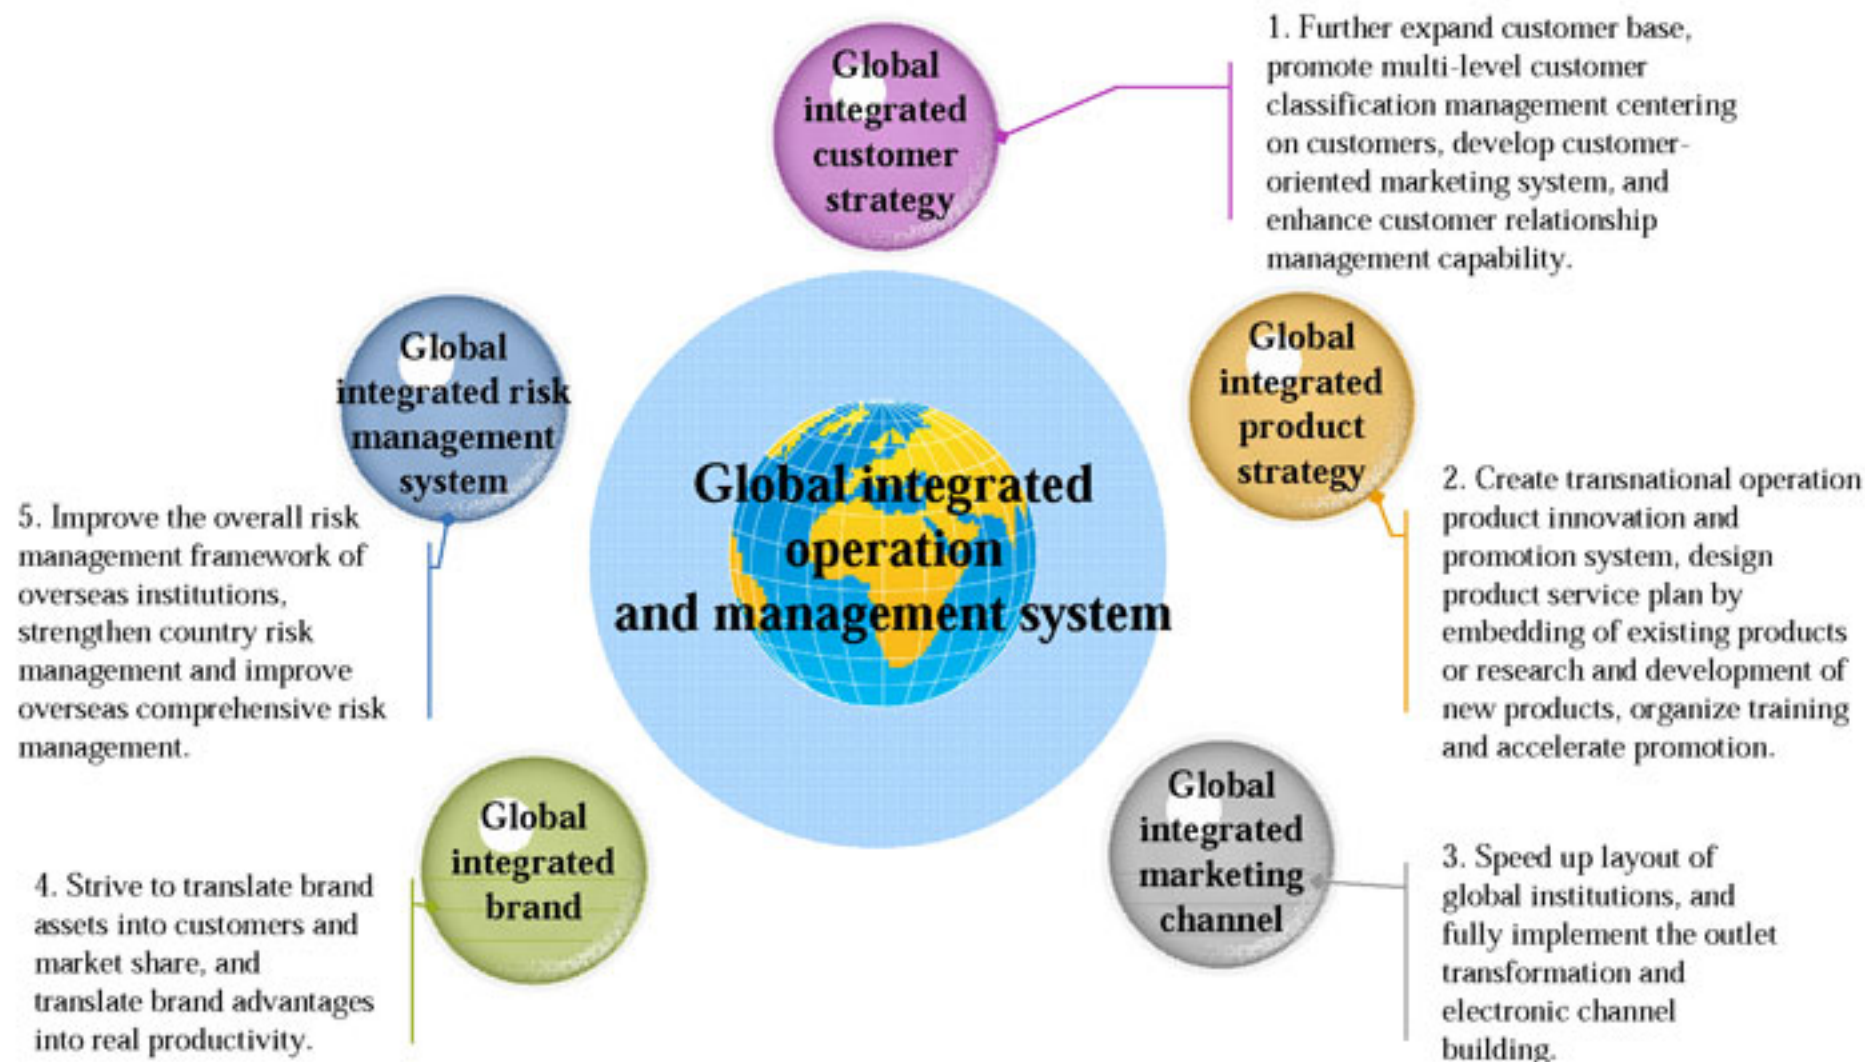 Global
integrated
customer
strategy
1. Further expand customer base,
promote multi-level customer
classification management centering
on customers, develop customer-
oriented marketing system, and
enhance customer relationship
management capability.
Global
integrated
product
strategy
2. Create transnational operation
product innovation and
promotion system, design
product service plan by
embedding of existing products
or research and development of
new products, organize training
and accelerate promotion.
Global
integrated
marketing
channel
3. Speed up layout of
global institutions, and
fully implement the outlet
transformation and
electronic channel
building.
Global
integrated
brand
4. Strive to translate brand
assets into customers and
market share, and
translate brand advantages
into real productivity.
Global
integrated risk
management
system
5. Improve the overall risk
management framework of
overseas institutions,
strengthen country risk
management and improve
overseas comprehensive risk
management.
Global integrated
operation
and management system